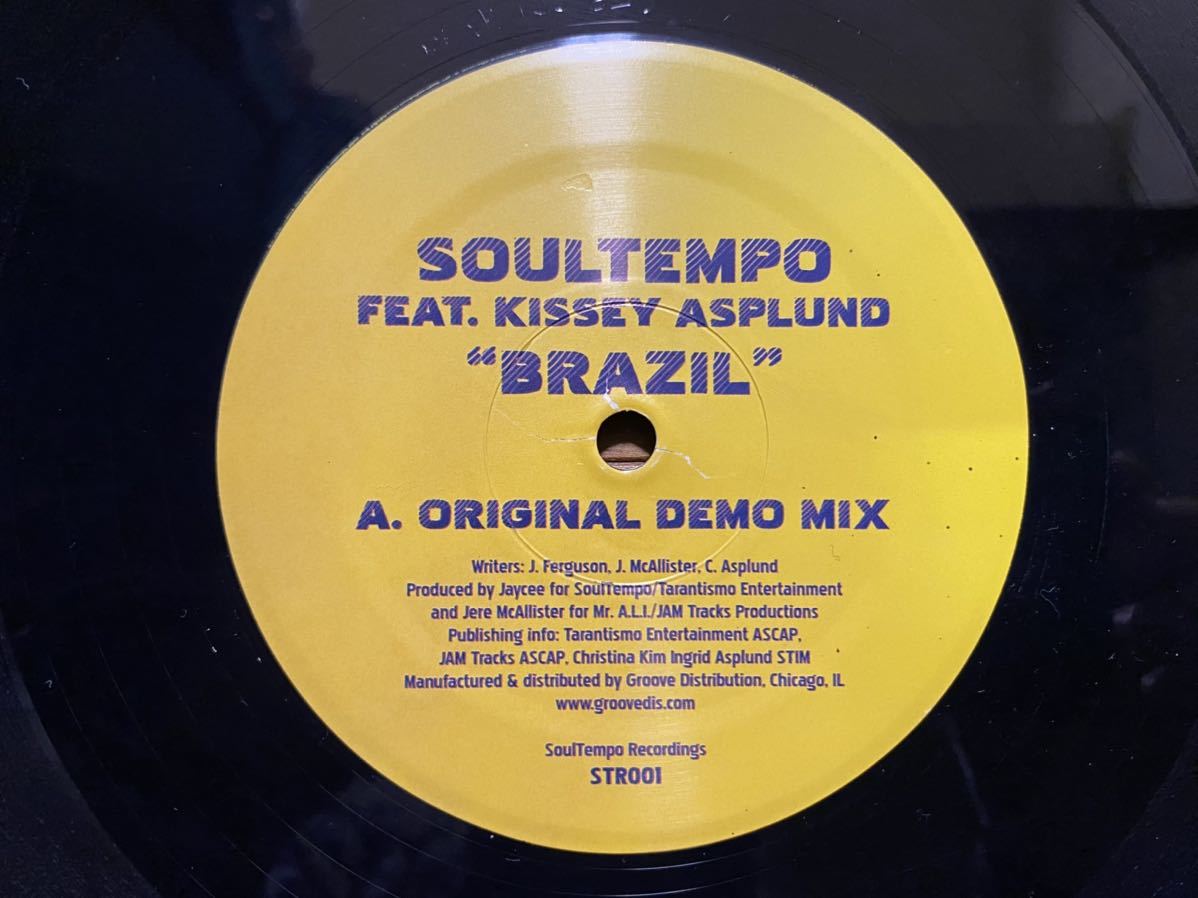 SOULTEMPO
FEAT. KISSEY ASPLUND
“BRAZIL”
A. ORIGINAL DEMO MIX
Writers: J. Ferguson, J. McAllister, C. Asplund
Produced by Jaycee for SoulTempo/Tarantismo Entertainment
and Jere McAllister for Mr. A.L.I./JAM Tracks Productions
Publishing info: Tarantismo Entertainment ASCAP,
JAM Tracks ASCAP, Christina Kim Ingrid Asplund STIM
Manufactured & distributed by Groove Distribution, Chicago, IL
www.groovedis.com
SoulTempo Recordings
STR001